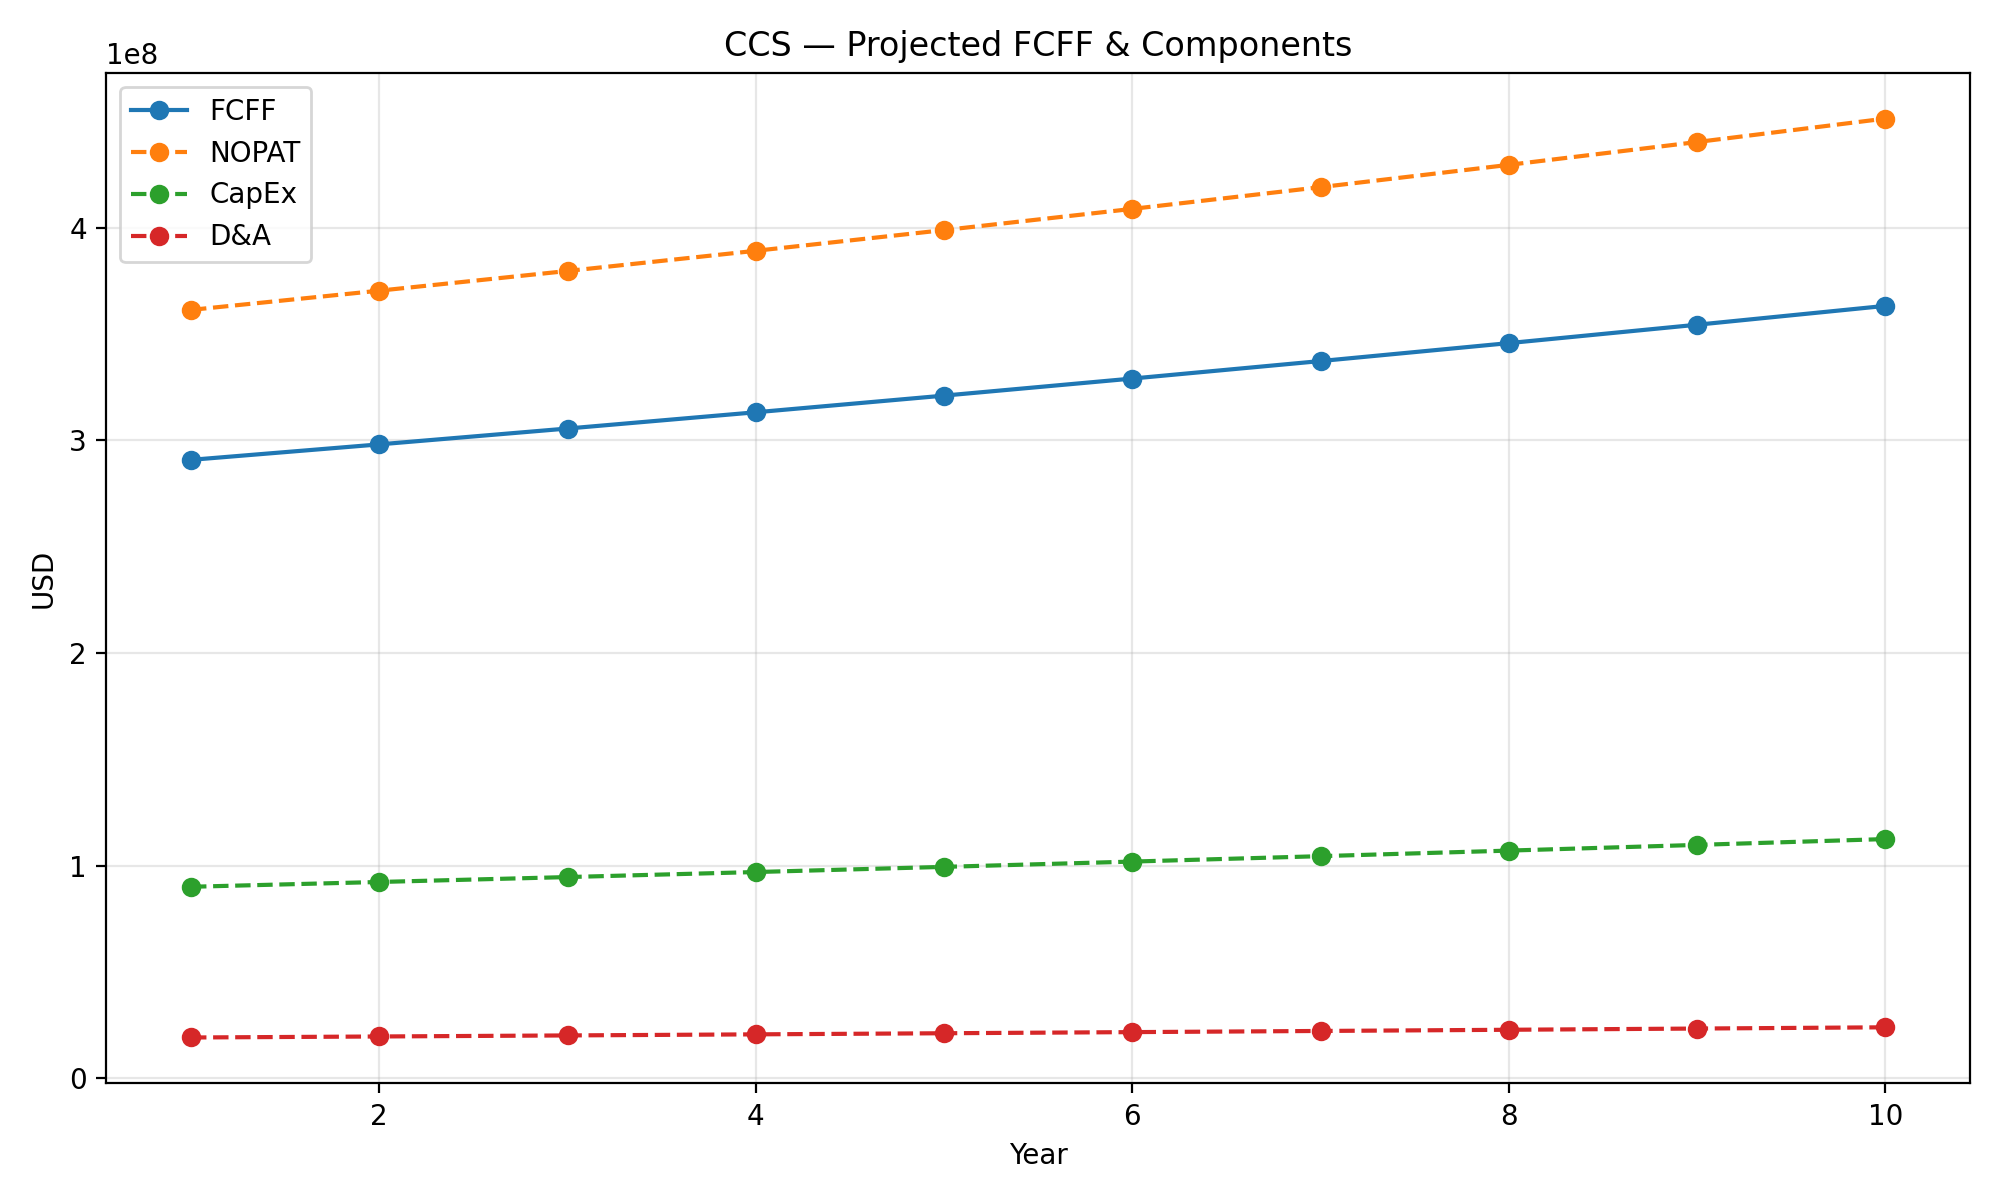 CCS — Projected FCFF & Components
1e8
FCFF
NOPAT
CapEx
D&A
4
3
2
1
0
USD
2
4
6
8
10
Year